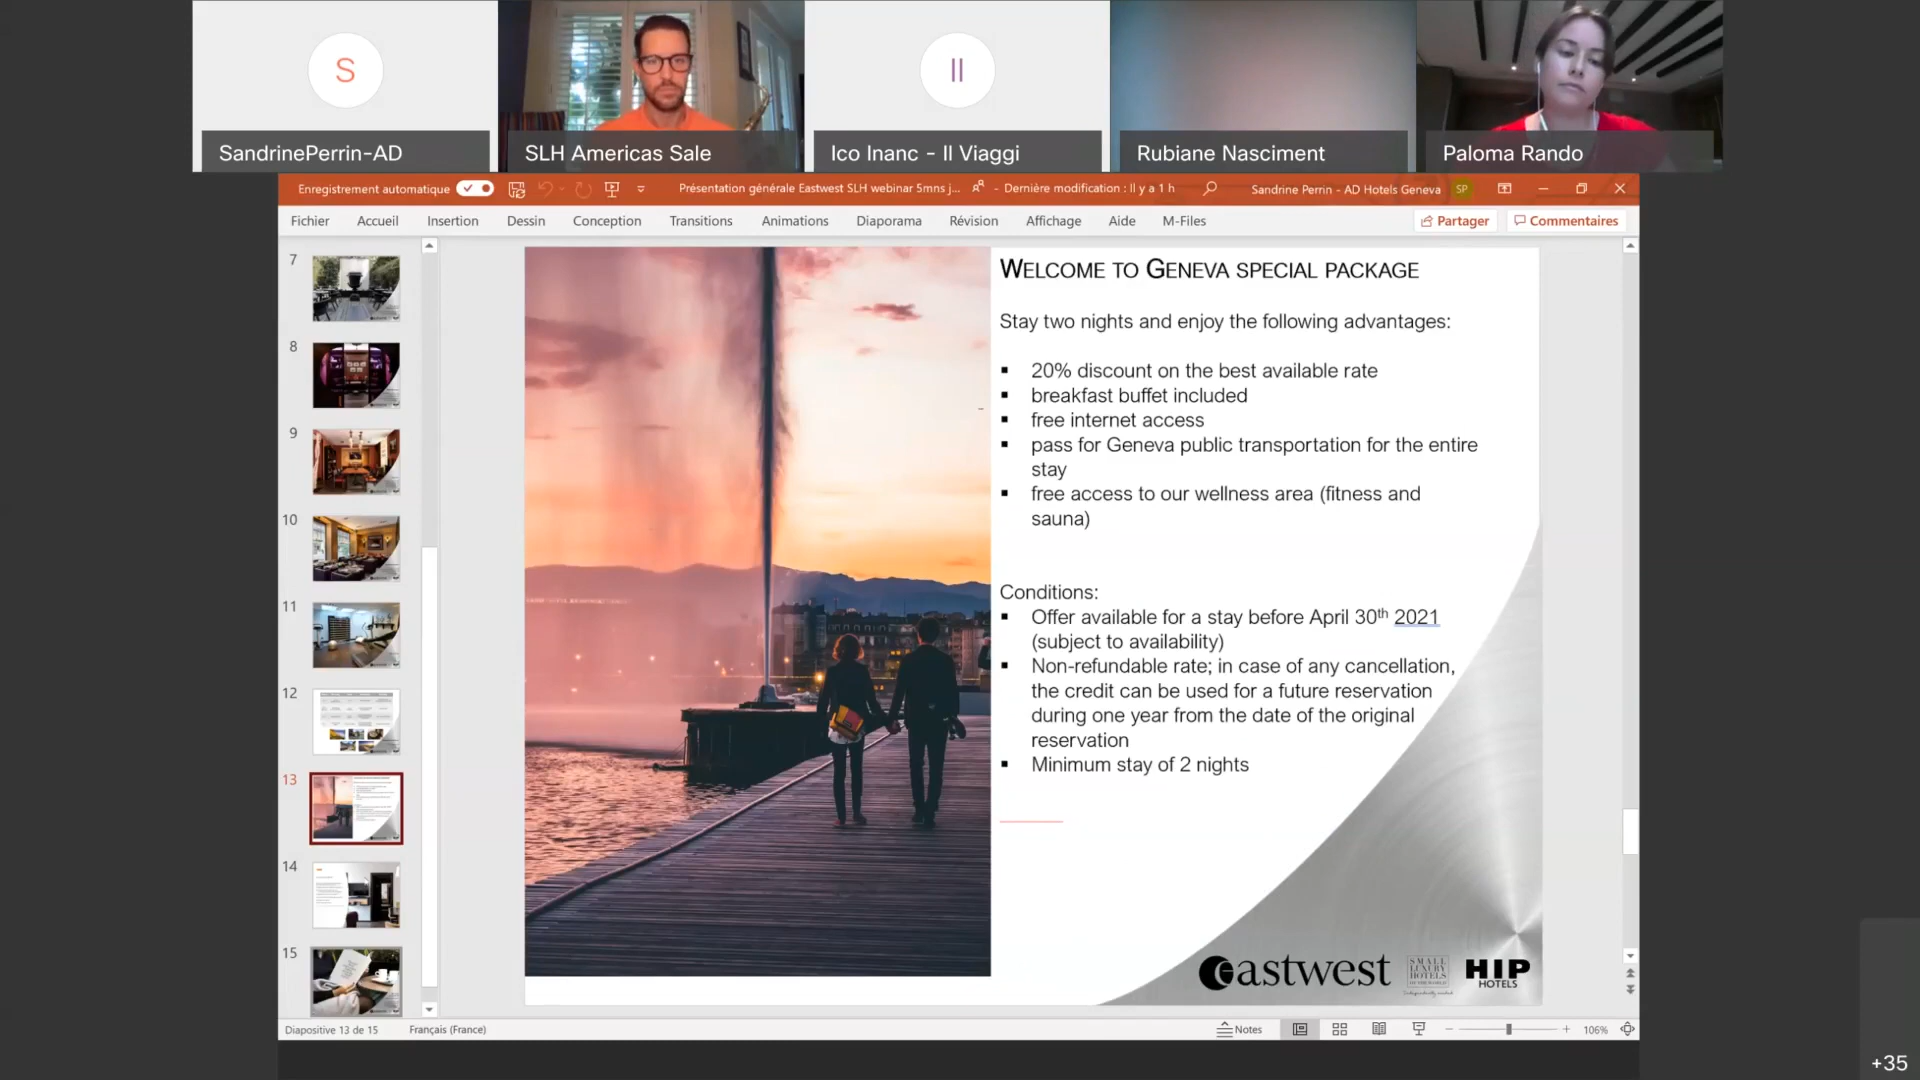 S
II
SandrinePerrin-AD
SLH Americas Sale
Ico Inanc - Il Viaggi
Rubiane Nasciment
Paloma Rando
Enregistrement automatique
Présentation générale Eastwest SLH webinar 5mns j... - Dernière modification : Il y a 1 h
Sandrine Perrin - AD Hotels Geneva SP
Fichier Accueil Insertion Dessin Conception Transitions Animations Diaporama Révision Affichage Aide M-Files
Partager Commentaires
7
8
9
10
11
12
13
14
15
WELCOME TO GENEVA SPECIAL PACKAGE
Stay two nights and enjoy the following advantages:
▪ 20% discount on the best available rate
▪ breakfast buffet included
▪ free internet access
▪ pass for Geneva public transportation for the entire
stay
▪ free access to our wellness area (fitness and
sauna)
Conditions:
▪ Offer available for a stay before April 30th 2021
(subject to availability)
▪ Non-refundable rate; in case of any cancellation,
the credit can be used for a future reservation
during one year from the date of the original
reservation
▪ Minimum stay of 2 nights
eastwest
SMALL
LUXURY
HOTELS
OF THE WORLD
HIP
HOTELS
Diapositive 13 de 15 Français (France)
Notes
106%
+35